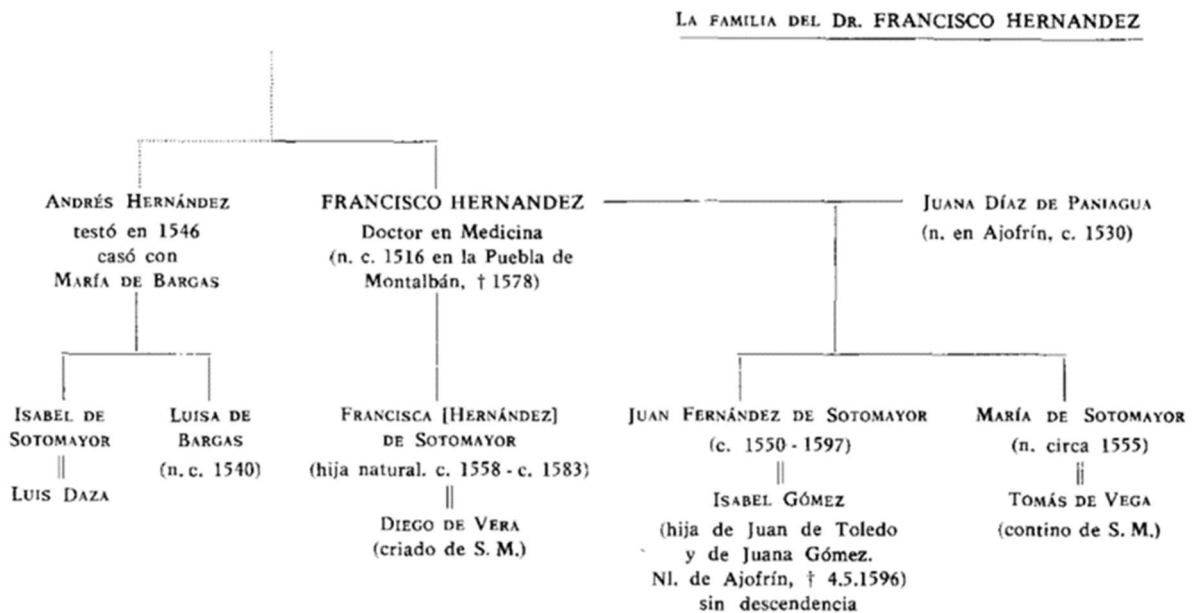 LA FAMILIA DEL DR. FRANCISCO HERNANDEZ
ANDRÉS HERNÁNDEZ
testó en 1546
casó con
MARÍA DE BARGAS
FRANCISCO HERNANDEZ
Doctor en Medicina
(n. c. 1516 en la Puebla de
Montalbán, † 1578)
JUANA DÍAZ DE PANIAGUA
(n. en Ajofrín, c. 1530)
ISABEL DE
SOTOMAYOR
||
LUIS DAZA
LUISA DE
BARGAS
(n. c. 1540)
FRANCISCA [HERNÁNDEZ]
DE SOTOMAYOR
(hija natural. c. 1558 - c. 1583)
||
DIEGO DE VERA
(criado de S. M.)
JUAN FERNÁNDEZ DE SOTOMAYOR
(c. 1550 - 1597)
||
ISABEL GÓMEZ
(hija de Juan de Toledo
y de Juana Gómez.
Nl. de Ajofrín, † 4.5.1596)
sin descendencia
MARÍA DE SOTOMAYOR
(n. circa 1555)
||
TOMÁS DE VEGA
(contino de S. M.)